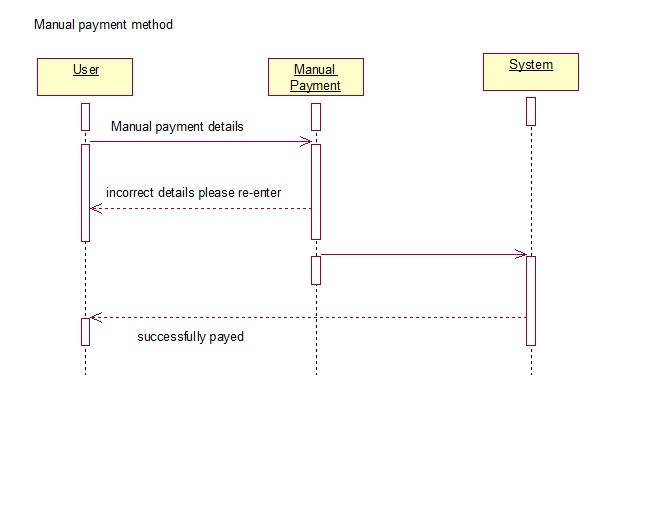 Manual payment method
User
Manual
Payment
System
Manual payment details
incorrect details please re-enter
successfully payed